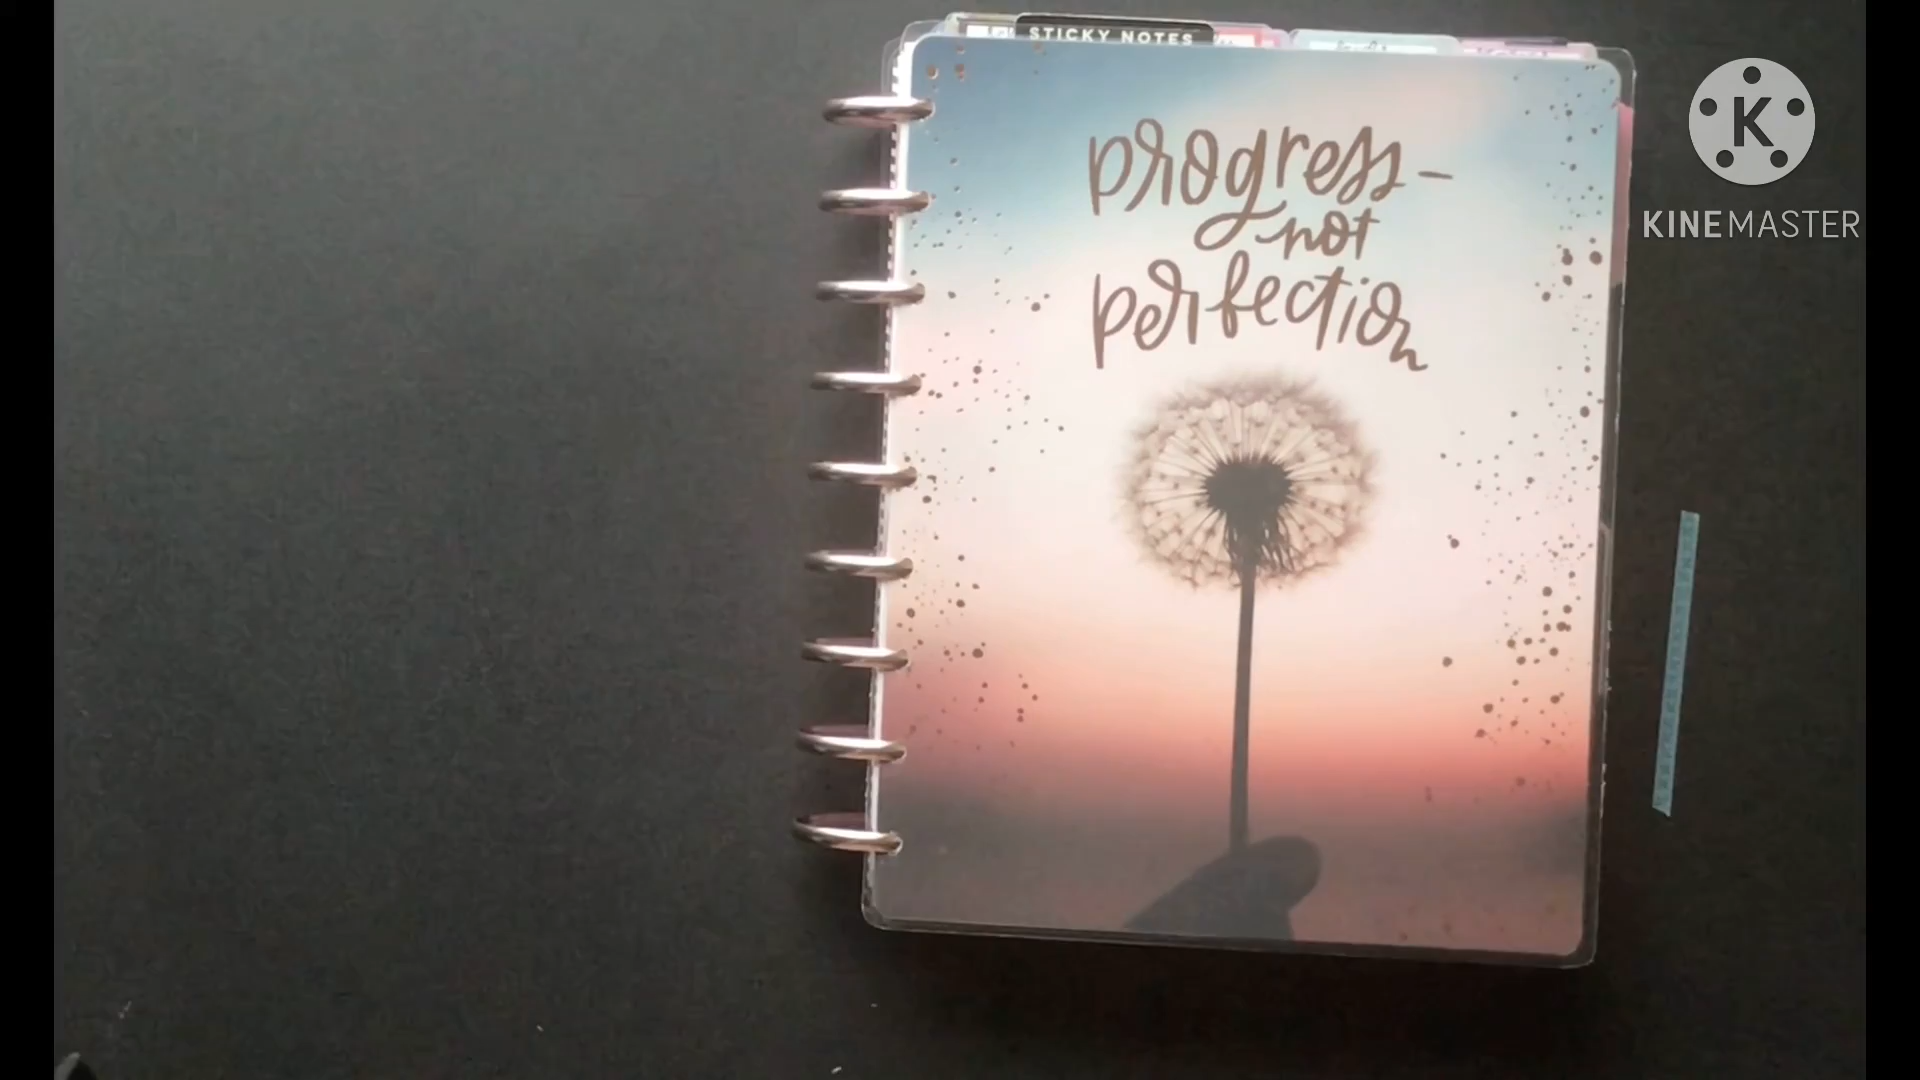 STICKY NOTES
progress-
not
perfection
K
KINEMASTER